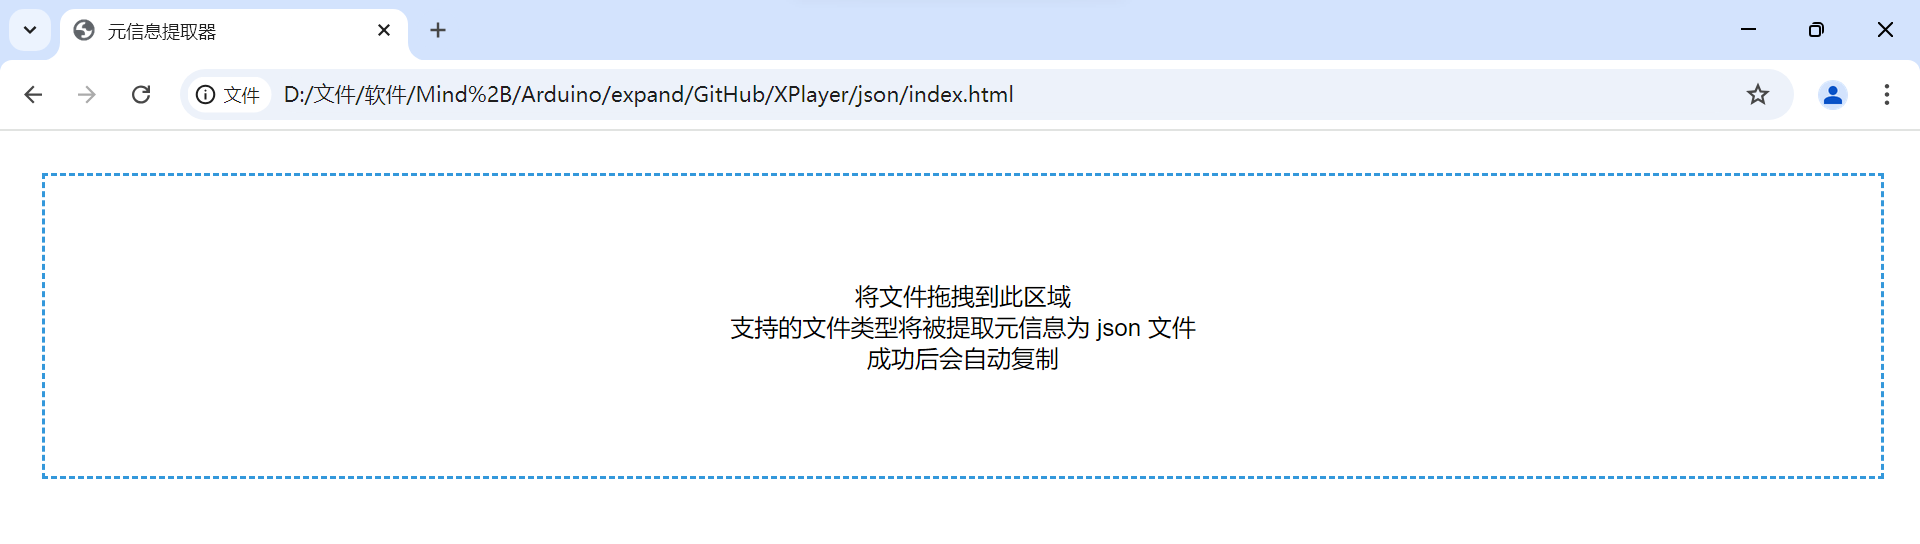 元信息提取器
文件
D:/文件/软件/Mind%2B/Arduino/expand/GitHub/XPlayer/json/index.html
将文件拖拽到此区域
支持的文件类型将被提取元信息为 json 文件
成功后会自动复制